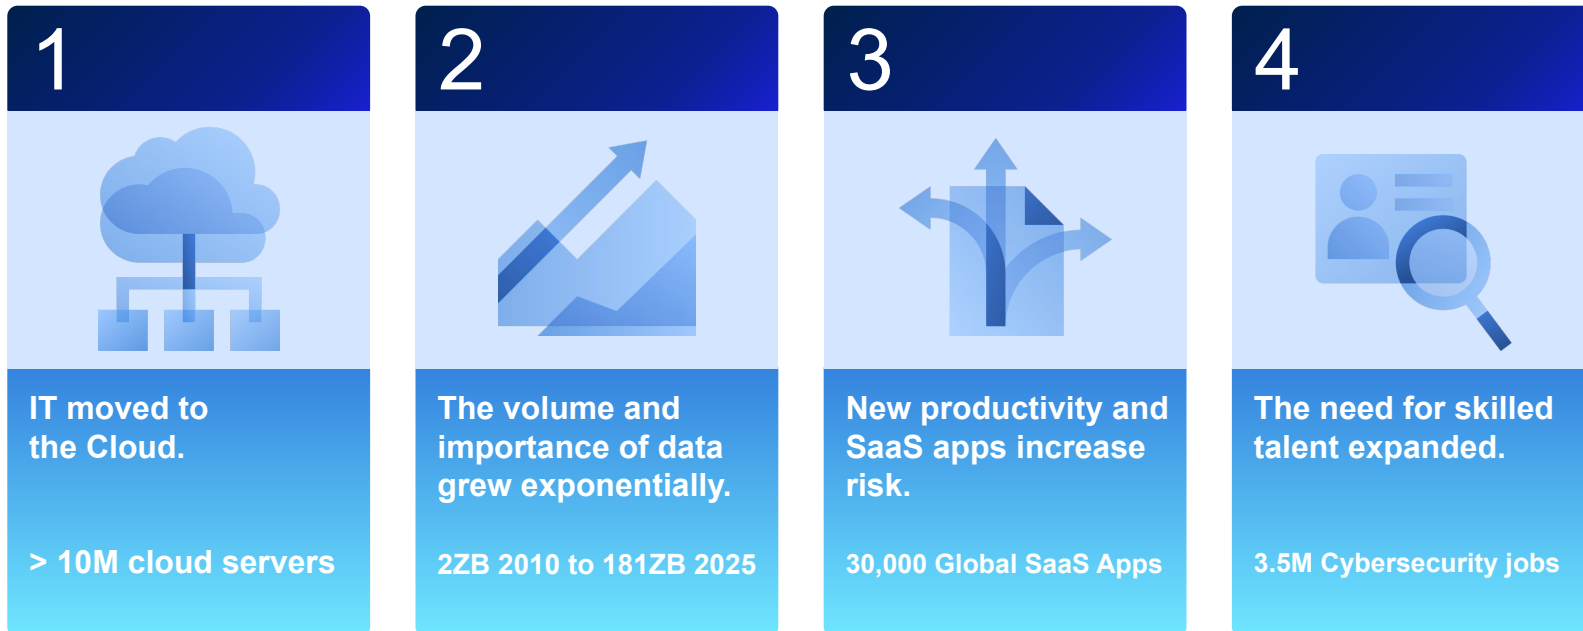 1
IT moved to
the Cloud.
> 10M cloud servers
2
The volume and
importance of data
grew exponentially.
2ZB 2010 to 181ZB 2025
3
New productivity and
SaaS apps increase
risk.
30,000 Global SaaS Apps
4
The need for skilled
talent expanded.
3.5M Cybersecurity jobs